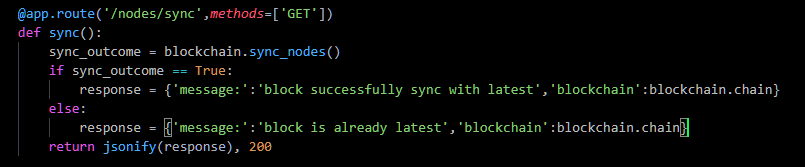 @app.route('/nodes/sync',methods=['GET'])
def sync():
    sync_outcome = blockchain.sync_nodes()
    if sync_outcome == True:
        response = {'message:':'block successfully sync with latest','blockchain':blockchain.chain}
    else:
        response = {'message:':'block is already latest','blockchain':blockchain.chain}
    return jsonify(response), 200